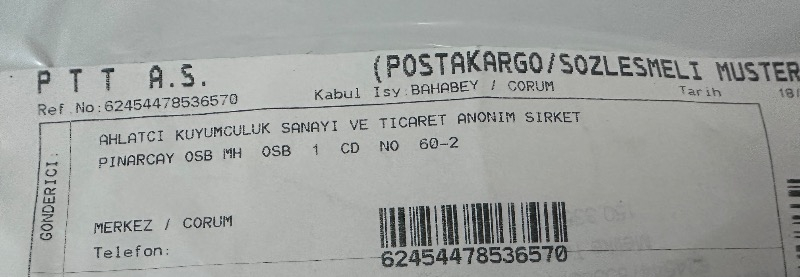 P T T A.S. (POSTAKARGO/SOZLESMELI MUSTER
Ref.No:62454478536570 Kabul Isy:BAHABEY / CORUM Tarih 18/
GONDERICI:
AHLATCI KUYUMCULUK SANAYI VE TICARET ANONIM SIRKET
PINARCAY OSB MH OSB 1 CD NO 60-2
MERKEZ / CORUM
Telefon:
62454478536570